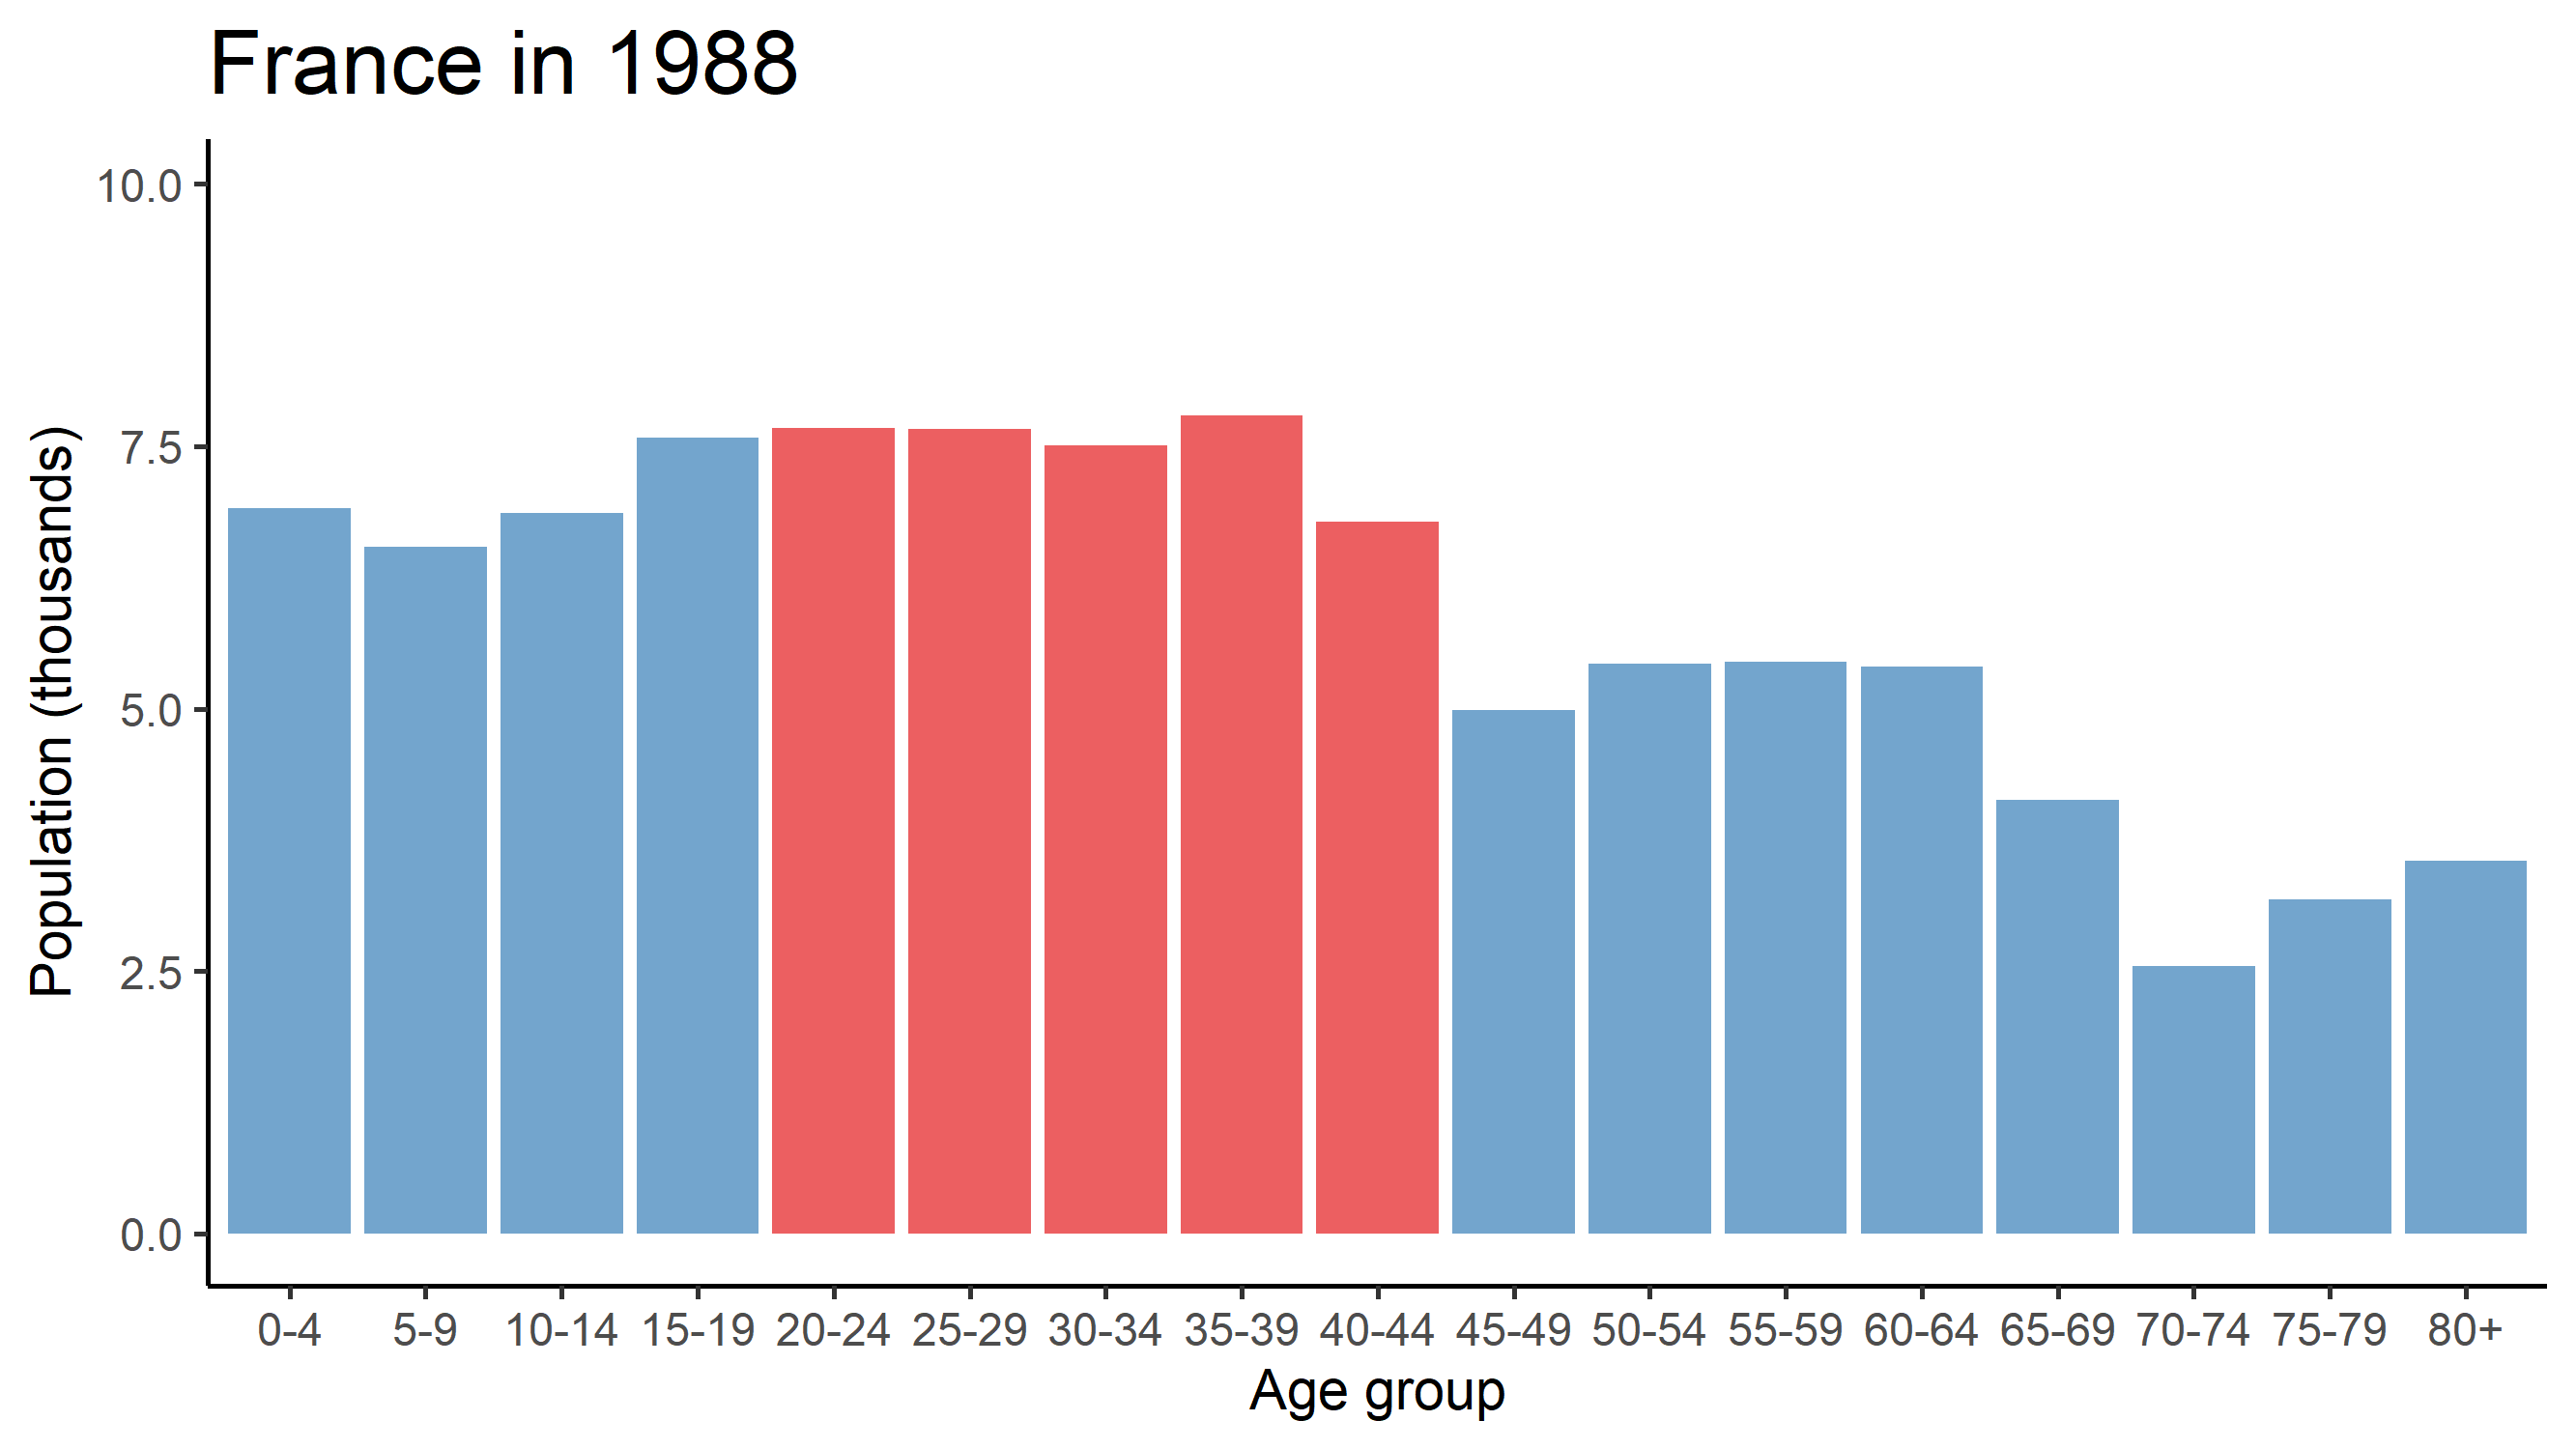 France in 1988
Population (thousands)
10.0
7.5
5.0
2.5
0.0
0-4 5-9 10-14 15-19 20-24 25-29 30-34 35-39 40-44 45-49 50-54 55-59 60-64 65-69 70-74 75-79 80+
Age group